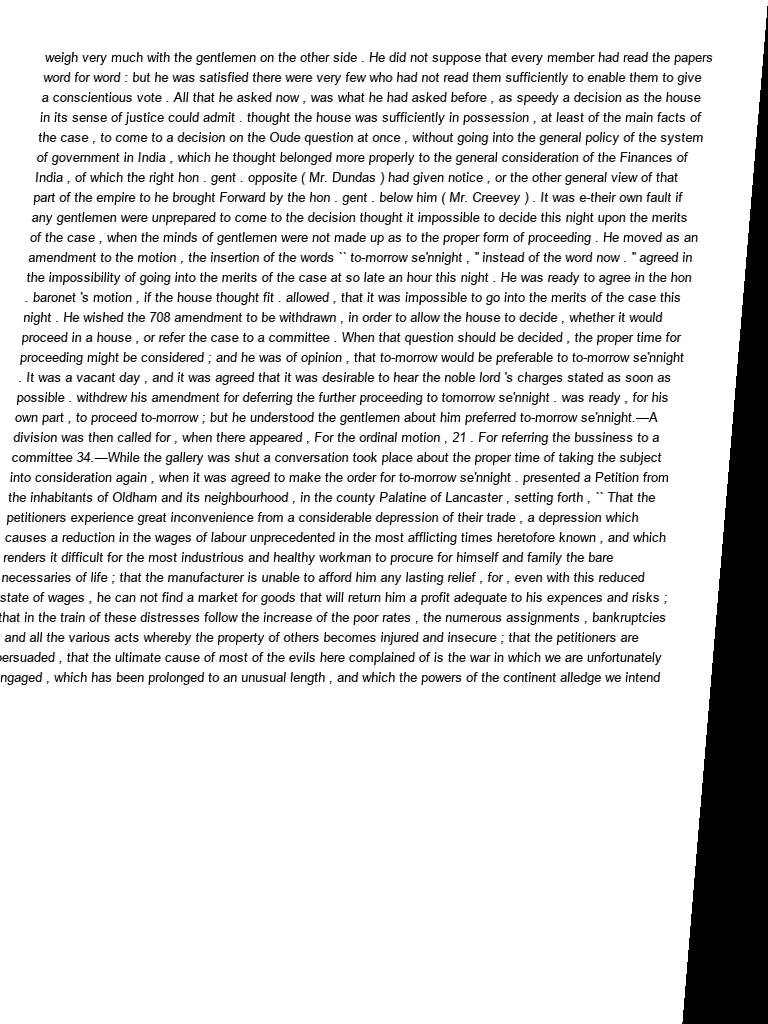 weigh very much with the gentlemen on the other side . He did not suppose that every member had read the papers
word for word : but he was satisfied there were very few who had not read them sufficiently to enable them to give
a conscientious vote . All that he asked now , was what he had asked before , as speedy a decision as the house
in its sense of justice could admit . thought the house was sufficiently in possession , at least of the main facts of
the case , to come to a decision on the Oude question at once , without going into the general policy of the system
of government in India , which he thought belonged more properly to the general consideration of the Finances of
India , of which the right hon . gent . opposite ( Mr. Dundas ) had given notice , or the other general view of that
part of the empire to he brought Forward by the hon . gent . below him ( Mr. Creevey ) . It was e-their own fault if
any gentlemen were unprepared to come to the decision thought it impossible to decide this night upon the merits
of the case , when the minds of gentlemen were not made up as to the proper form of proceeding . He moved as an
amendment to the motion , the insertion of the words `` to-morrow se'nnight , '' instead of the word now . '' agreed in
the impossibility of going into the merits of the case at so late an hour this night . He was ready to agree in the hon
. baronet 's motion , if the house thought fit . allowed , that it was impossible to go into the merits of the case this
night . He wished the 708 amendment to be withdrawn , in order to allow the house to decide , whether it would
proceed in a house , or refer the case to a committee . When that question should be decided , the proper time for
proceeding might be considered ; and he was of opinion , that to-morrow would be preferable to to-morrow se'nnight
. It was a vacant day , and it was agreed that it was desirable to hear the noble lord 's charges stated as soon as
possible . withdrew his amendment for deferring the further proceeding to tomorrow se'nnight . was ready , for his
own part , to proceed to-morrow ; but he understood the gentlemen about him preferred to-morrow se'nnight.—A
division was then called for , when there appeared , For the ordinal motion , 21 . For referring the bussiness to a
committee 34.—While the gallery was shut a conversation took place about the proper time of taking the subject
into consideration again , when it was agreed to make the order for to-morrow se'nnight . presented a Petition from
the inhabitants of Oldham and its neighbourhood , in the county Palatine of Lancaster , setting forth , `` That the
petitioners experience great inconvenience from a considerable depression of their trade , a depression which
causes a reduction in the wages of labour unprecedented in the most afflicting times heretofore known , and which
renders it difficult for the most industrious and healthy workman to procure for himself and family the bare
necessaries of life ; that the manufacturer is unable to afford him any lasting relief , for , even with this reduced
state of wages , he can not find a market for goods that will return him a profit adequate to his expences and risks ;
that in the train of these distresses follow the increase of the poor rates , the numerous assignments , bankruptcies
and all the various acts whereby the property of others becomes injured and insecure ; that the petitioners are
ersuaded , that the ultimate cause of most of the evils here complained of is the war in which we are unfortunately
ngaged , which has been prolonged to an unusual length , and which the powers of the continent alledge we intend